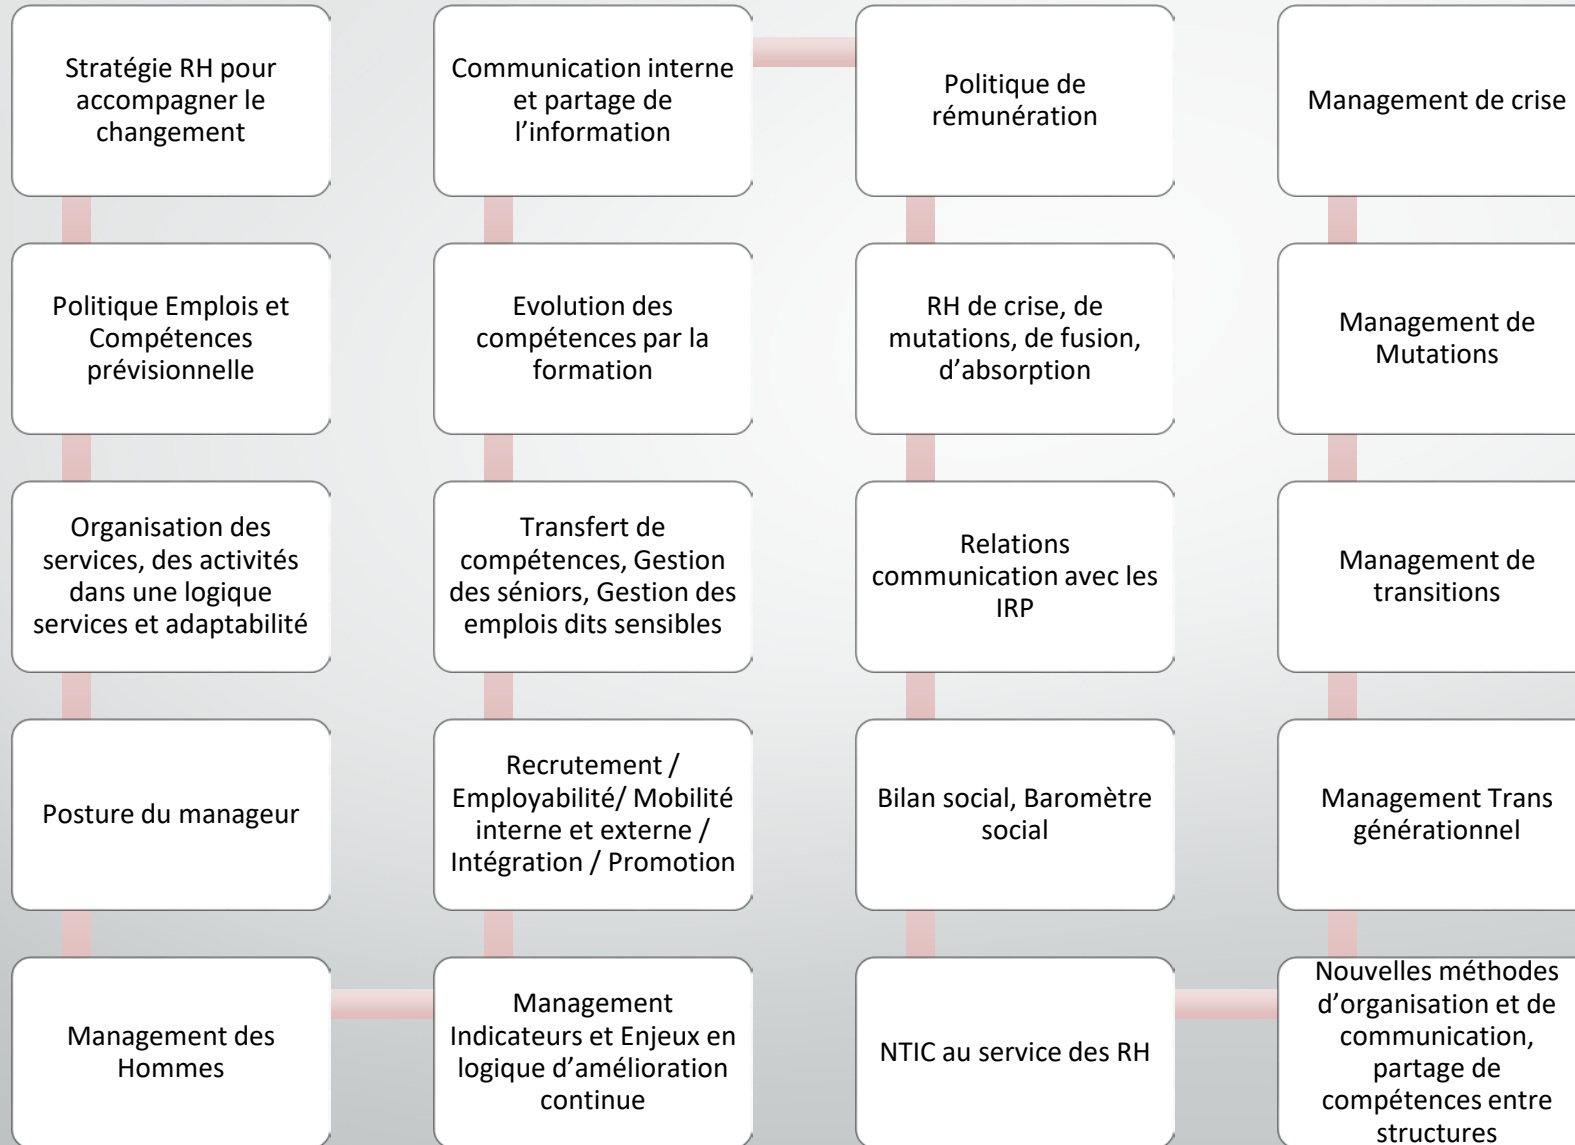 Stratégie RH pour
accompagner le
changement
Politique Emplois et
Compétences
prévisionnelle
Organisation des
services, des activités
dans une logique
services et adaptabilité
Posture du manageur
Management des
Hommes
Management
Indicateurs et Enjeux en
logique d’amélioration
continue
Recrutement /
Employabilité/ Mobilité
interne et externe /
Intégration / Promotion
Transfert de
compétences, Gestion
des séniors, Gestion des
emplois dits sensibles
Evolution des
compétences par la
formation
Communication interne
et partage de
l’information
Politique de
rémunération
RH de crise, de
mutations, de fusion,
d’absorption
Relations
communication avec les
IRP
Bilan social, Baromètre
social
NTIC au service des RH
Nouvelles méthodes
d’organisation et de
communication,
partage de
compétences entre
structures
Management Trans
générationnel
Management de
transitions
Management de
Mutations
Management de crise